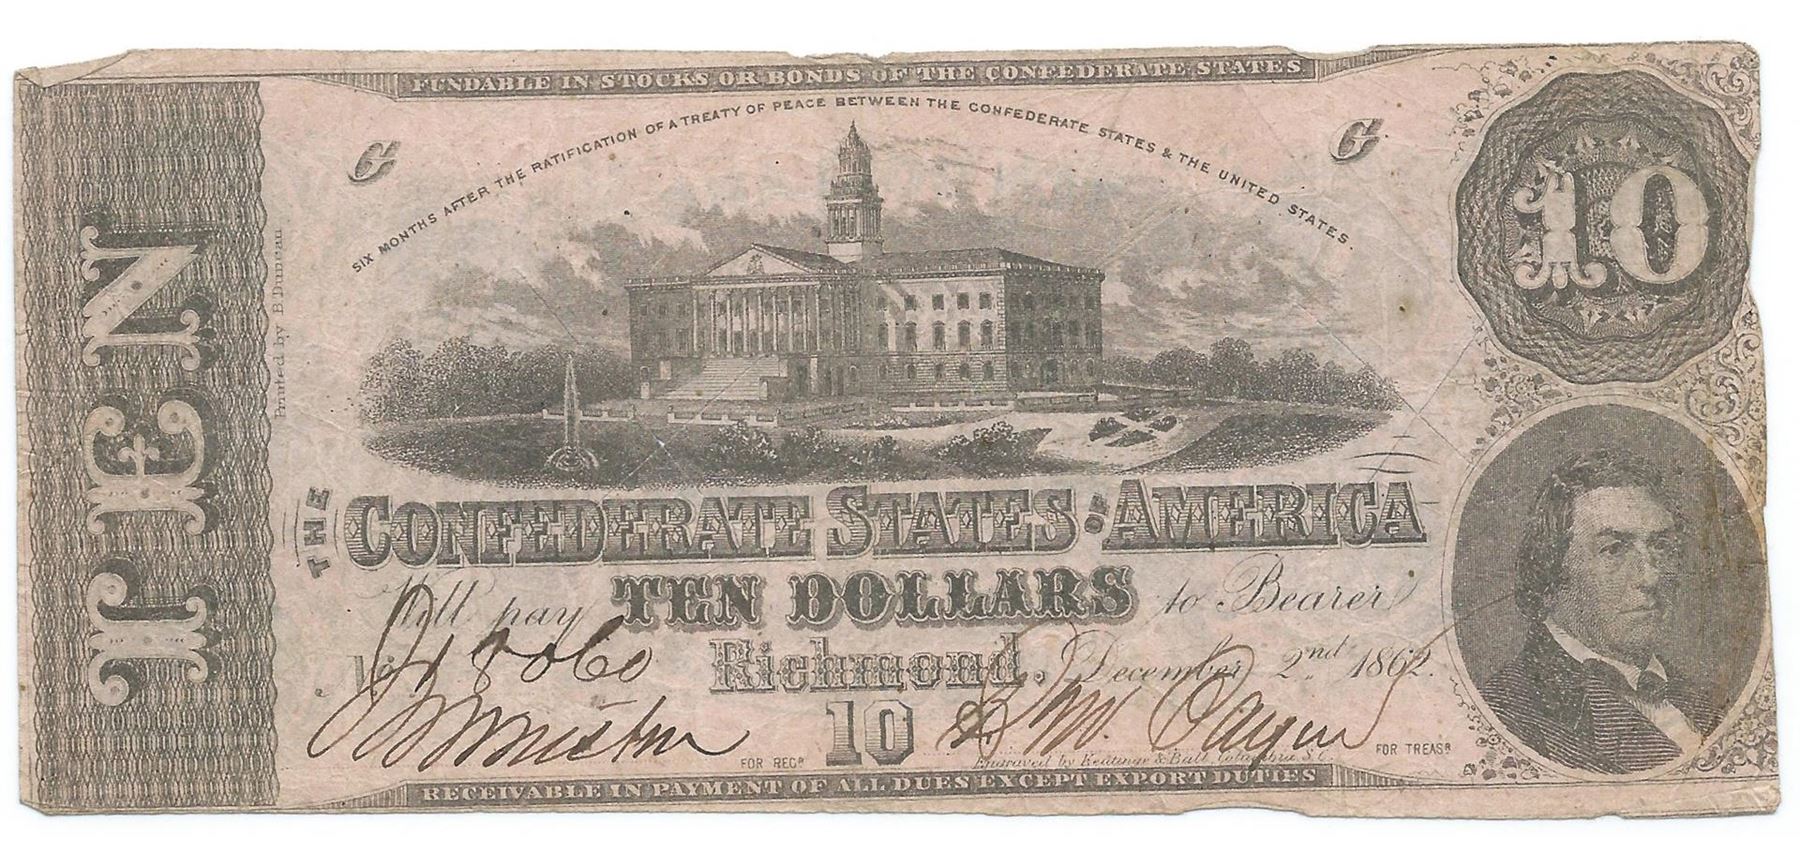 FUNDABLE IN STOCKS OR BONDS OF THE CONFEDERATE STATES
SIX MONTHS AFTER THE RATIFICATION OF A TREATY OF PEACE BETWEEN THE CONFEDERATE STATES & THE UNITED STATES.
G
G
10
TEN
Printed by B Duncan
THE CONFEDERATE STATES OF AMERICA
Will pay TEN DOLLARS to Bearer
Richmond, December 2nd 1862.
10
FOR REGR
FOR TREASR
Engraved by Keatinge & Ball Columbia S.C.
RECEIVABLE IN PAYMENT OF ALL DUES EXCEPT EXPORT DUTIES